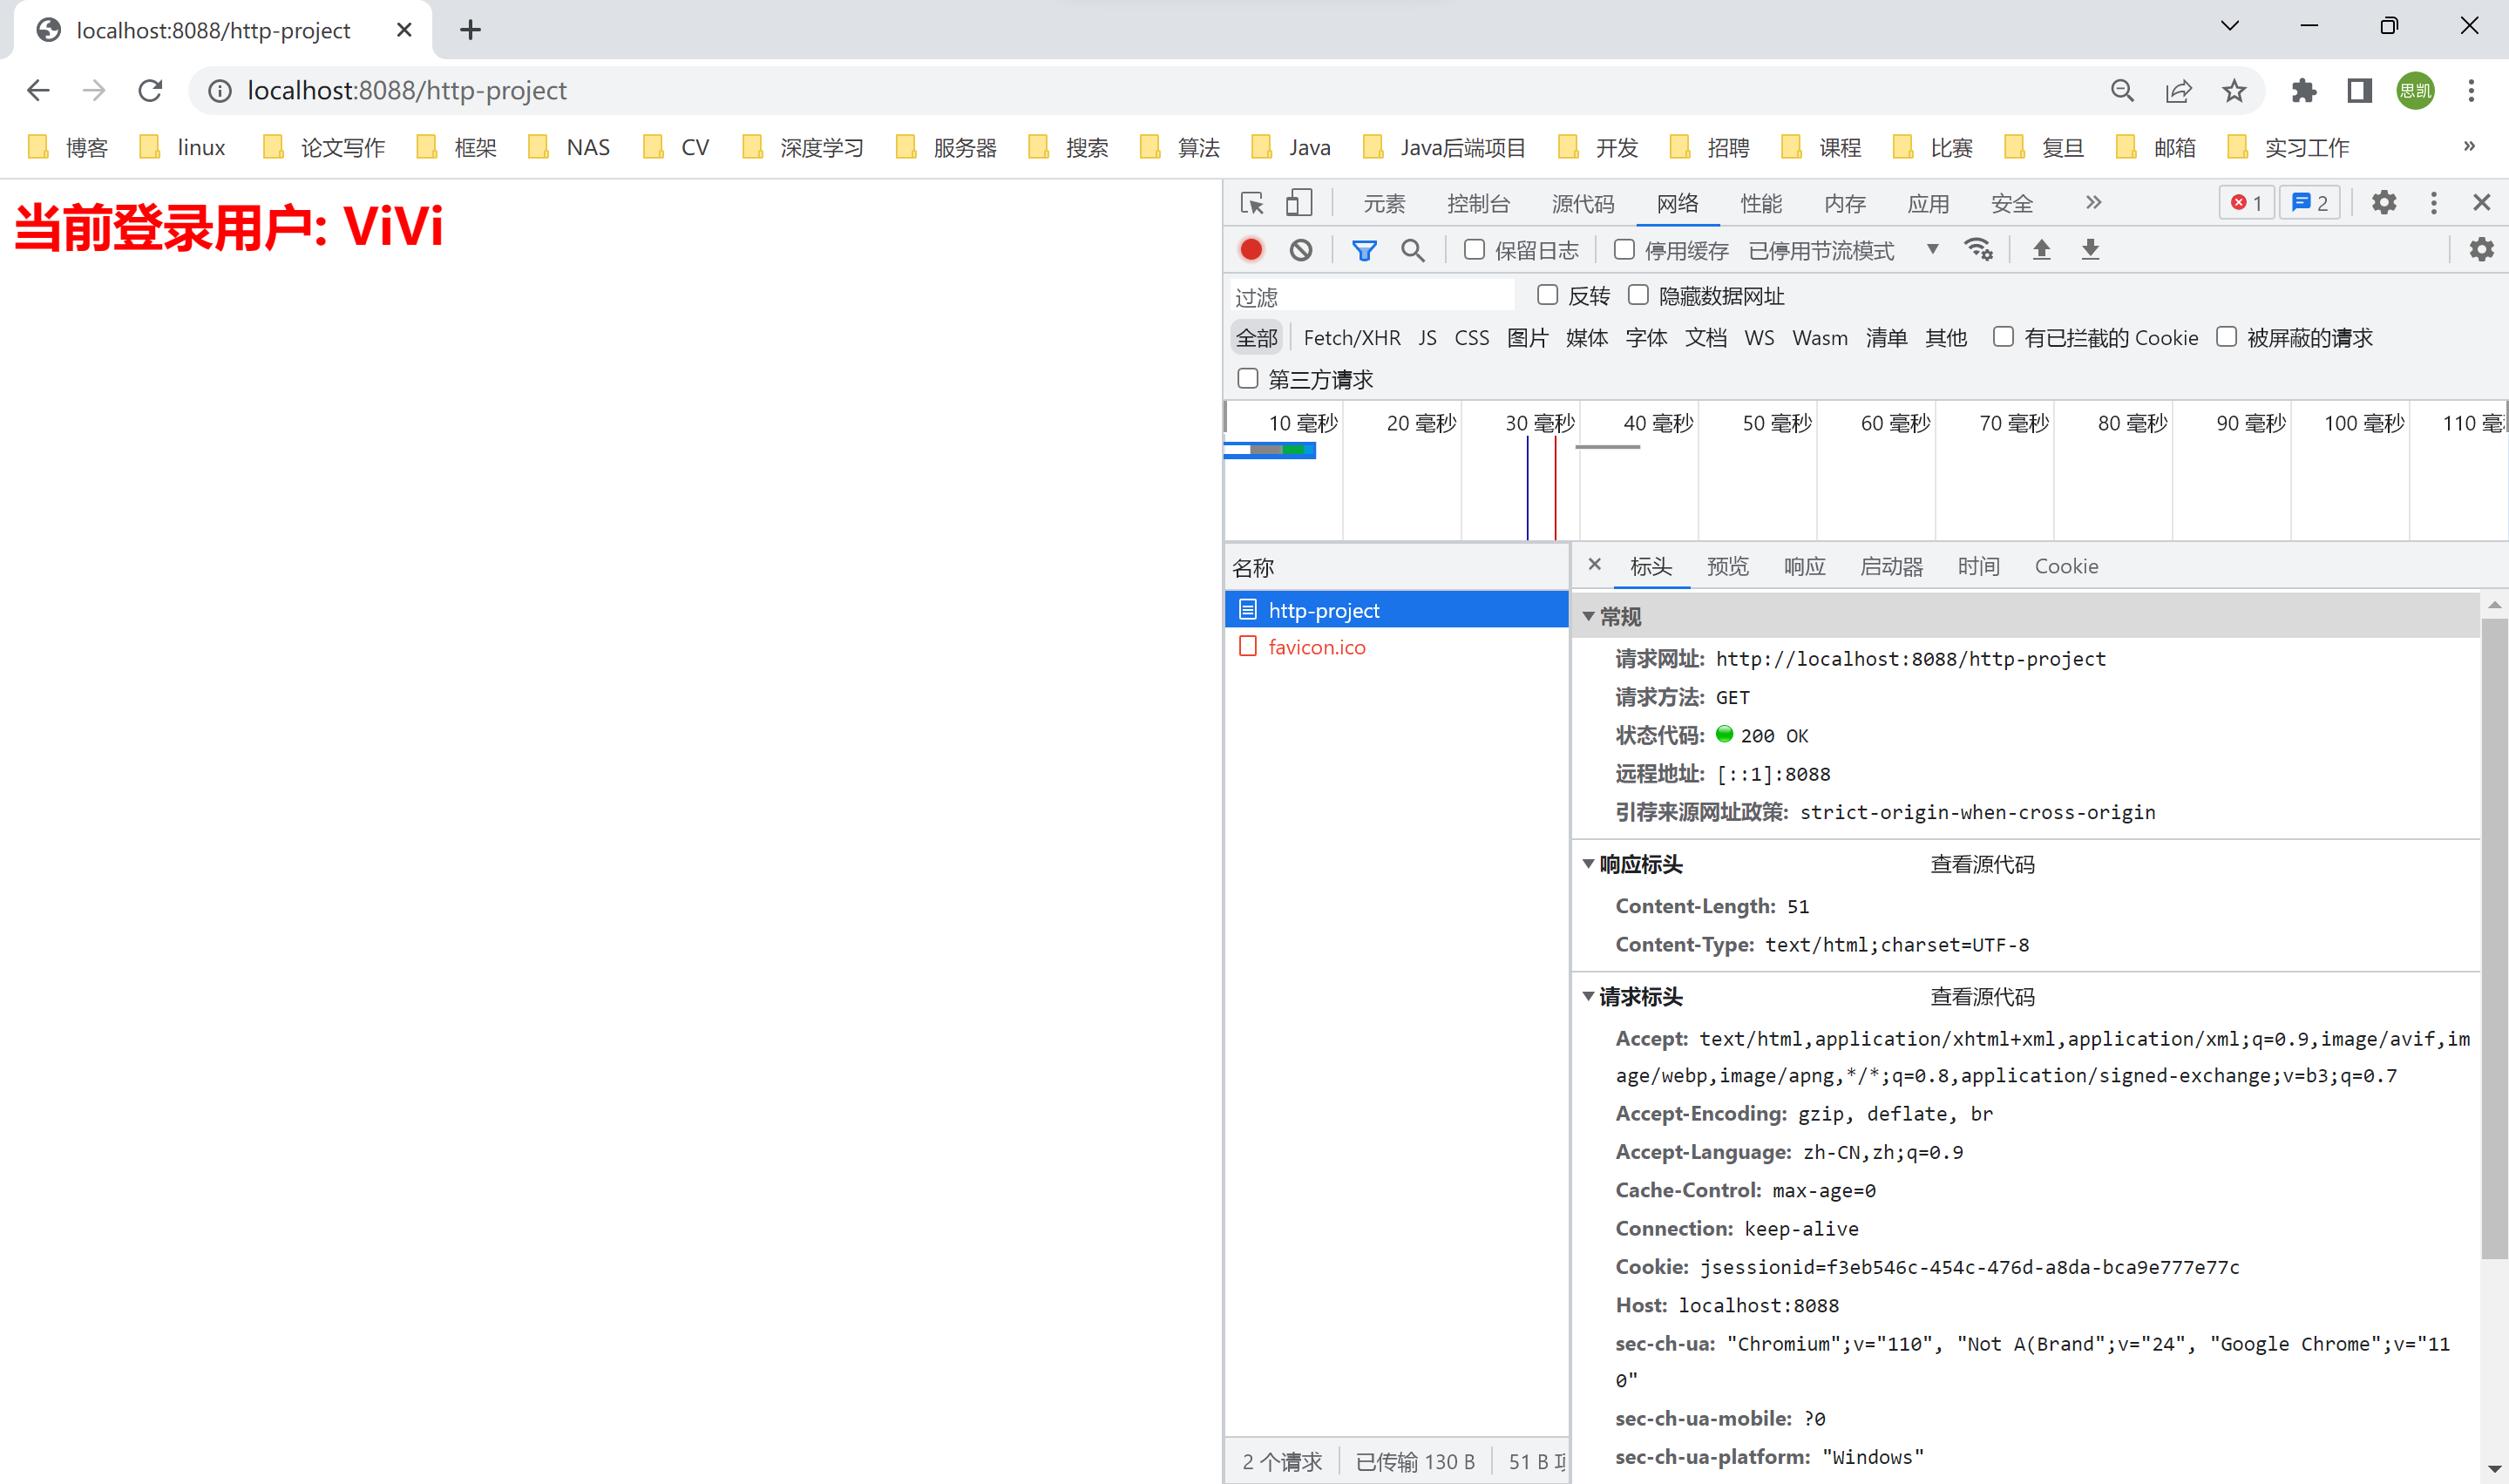 localhost:8088/http-project
localhost:8088/http-project
思凯
博客 linux 论文写作 框架 NAS CV 深度学习 服务器 搜索 算法 Java Java后端项目 开发 招聘 课程 比赛 复旦 邮箱 实习工作 »
当前登录用户: ViVi
元素 控制台 源代码 网络 性能 内存 应用 安全 » 1 2
保留日志 停用缓存 已停用节流模式
过滤 反转 隐藏数据网址
全部 Fetch/XHR JS CSS 图片 媒体 字体 文档 WS Wasm 清单 其他 有已拦截的 Cookie 被屏蔽的请求
第三方请求
10 毫秒 20 毫秒 30 毫秒 40 毫秒 50 毫秒 60 毫秒 70 毫秒 80 毫秒 90 毫秒 100 毫秒 110 毫
名称
http-project
favicon.ico
2 个请求 已传输 130 B 51 B
标头 预览 响应 启动器 时间 Cookie
常规
请求网址: http://localhost:8088/http-project
请求方法: GET
状态代码: 200 OK
远程地址: [::1]:8088
引荐来源网址政策: strict-origin-when-cross-origin
响应标头 查看源代码
Content-Length: 51
Content-Type: text/html;charset=UTF-8
请求标头 查看源代码
Accept: text/html,application/xhtml+xml,application/xml;q=0.9,image/avif,im
age/webp,image/apng,*/*;q=0.8,application/signed-exchange;v=b3;q=0.7
Accept-Encoding: gzip, deflate, br
Accept-Language: zh-CN,zh;q=0.9
Cache-Control: max-age=0
Connection: keep-alive
Cookie: jsessionid=f3eb546c-454c-476d-a8da-bca9e777e77c
Host: localhost:8088
sec-ch-ua: "Chromium";v="110", "Not A(Brand";v="24", "Google Chrome";v="11
0"
sec-ch-ua-mobile: ?0
sec-ch-ua-platform: "Windows"